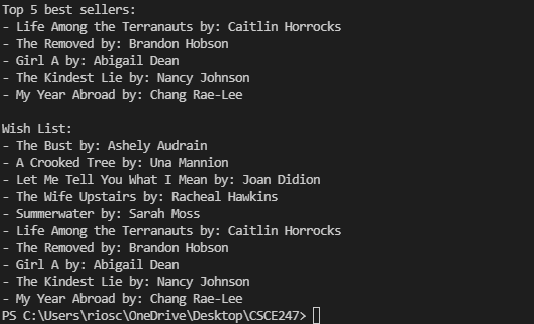 Top 5 best sellers:
- Life Among the Terranauts by: Caitlin Horrocks
- The Removed by: Brandon Hobson
- Girl A by: Abigail Dean
- The Kindest Lie by: Nancy Johnson
- My Year Abroad by: Chang Rae-Lee
Wish List:
- The Bust by: Ashely Audrain
- A Crooked Tree by: Una Mannion
- Let Me Tell You What I Mean by: Joan Didion
- The Wife Upstairs by: Racheal Hawkins
- Summerwater by: Sarah Moss
- Life Among the Terranauts by: Caitlin Horrocks
- The Removed by: Brandon Hobson
- Girl A by: Abigail Dean
- The Kindest Lie by: Nancy Johnson
- My Year Abroad by: Chang Rae-Lee
PS C:\Users\riosc\OneDrive\Desktop\CSCE247>